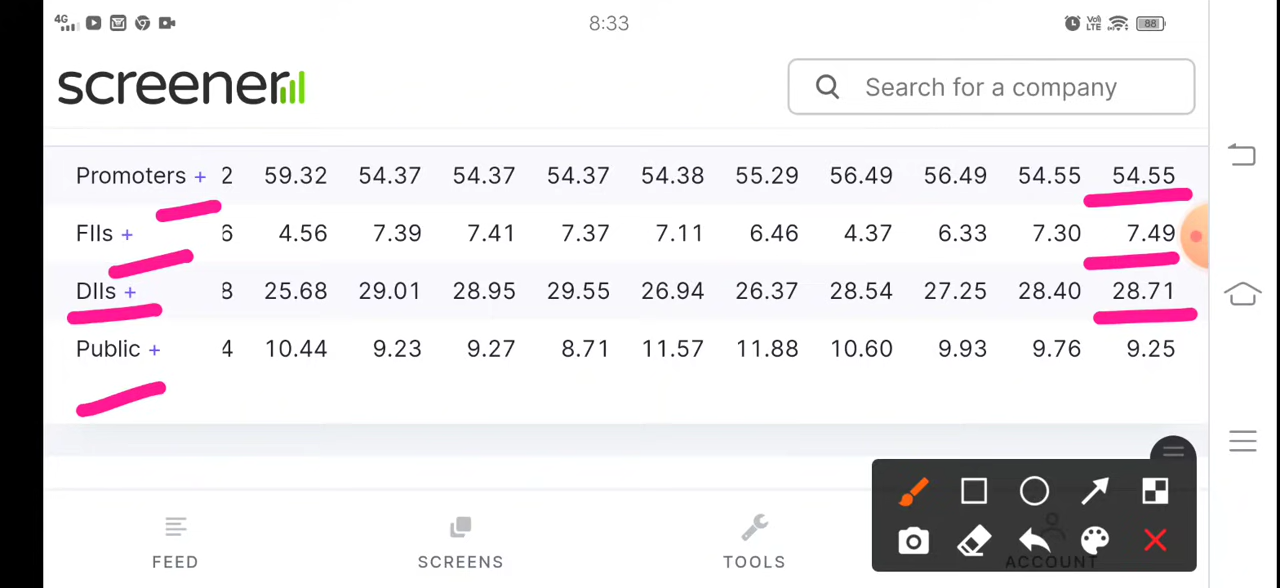 4G 8:33 Vo) LTE 88
screener Search for a company
Promoters + 2 59.32 54.37 54.37 54.37 54.38 55.29 56.49 56.49 54.55 54.55
FIIs + 6 4.56 7.39 7.41 7.37 7.11 6.46 4.37 6.33 7.30 7.49
DIIs + 8 25.68 29.01 28.95 29.55 26.94 26.37 28.54 27.25 28.40 28.71
Public + 4 10.44 9.23 9.27 8.71 11.57 11.88 10.60 9.93 9.76 9.25
FEED SCREENS TOOLS ACCOUNT